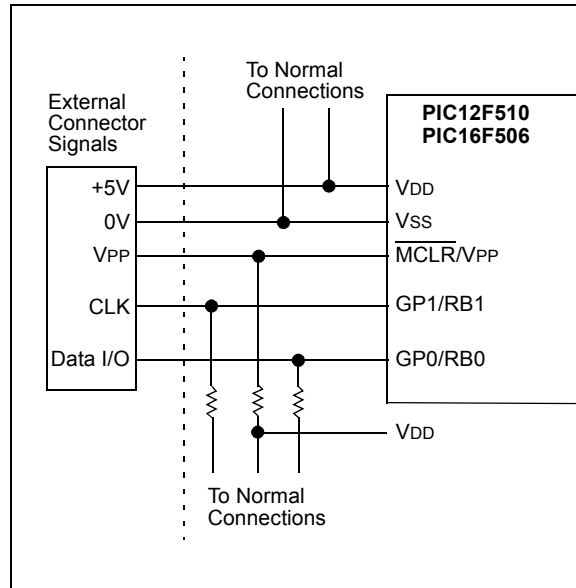 To Normal
Connections
External
Connector
Signals
PIC12F510
PIC16F506
+5V
VDD
0V
VSS
VPP
MCLR/VPP
CLK
GP1/RB1
Data I/O
GP0/RB0
VDD
To Normal
Connections